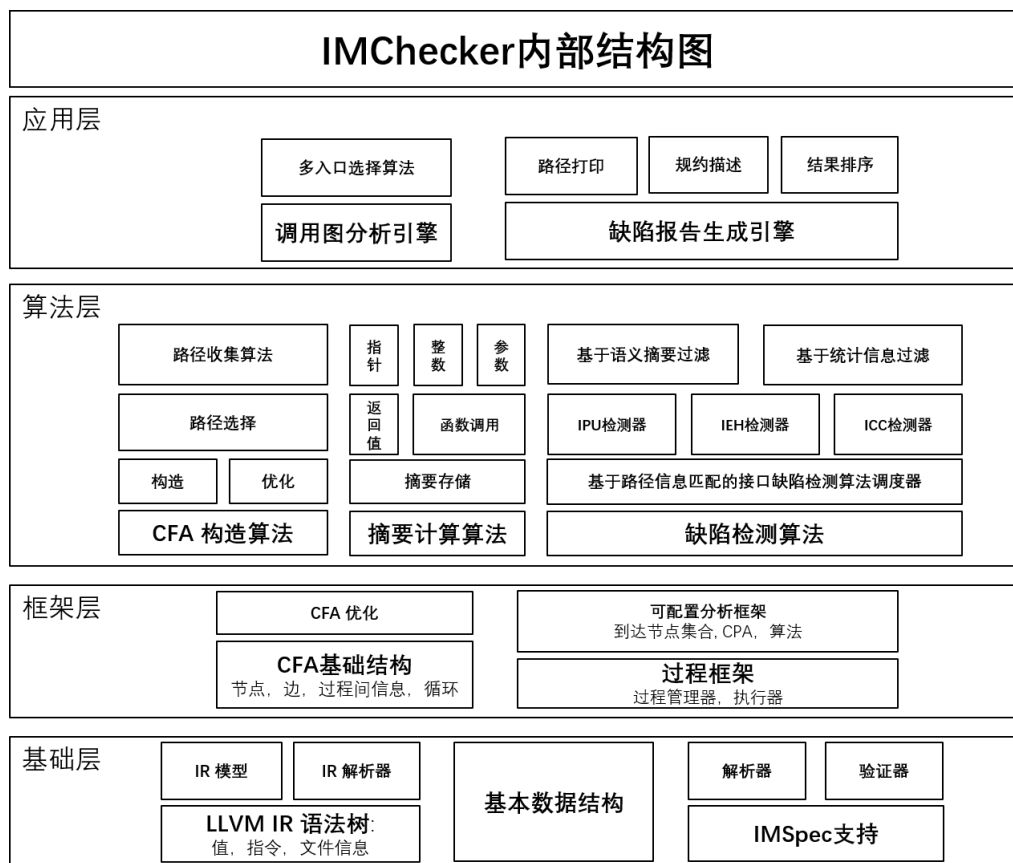 IMChecker内部结构图
应用层
多入口选择算法
路径打印
规约描述
结果排序
调用图分析引擎
缺陷报告生成引擎
算法层
路径收集算法
指
针
整
数
参
数
基于语义摘要过滤
基于统计信息过滤
路径选择
返
回
值
函数调用
IPU检测器
IEH检测器
ICC检测器
构造
优化
摘要存储
基于路径信息匹配的接口缺陷检测算法调度器
CFA 构造算法
摘要计算算法
缺陷检测算法
框架层
CFA 优化
可配置分析框架
到达节点集合, CPA，算法
CFA基础结构
节点，边，过程间信息，循环
过程框架
过程管理器，执行器
基础层
IR 模型
IR 解析器
基本数据结构
解析器
验证器
LLVM IR 语法树:
值，指令，文件信息
IMSpec支持